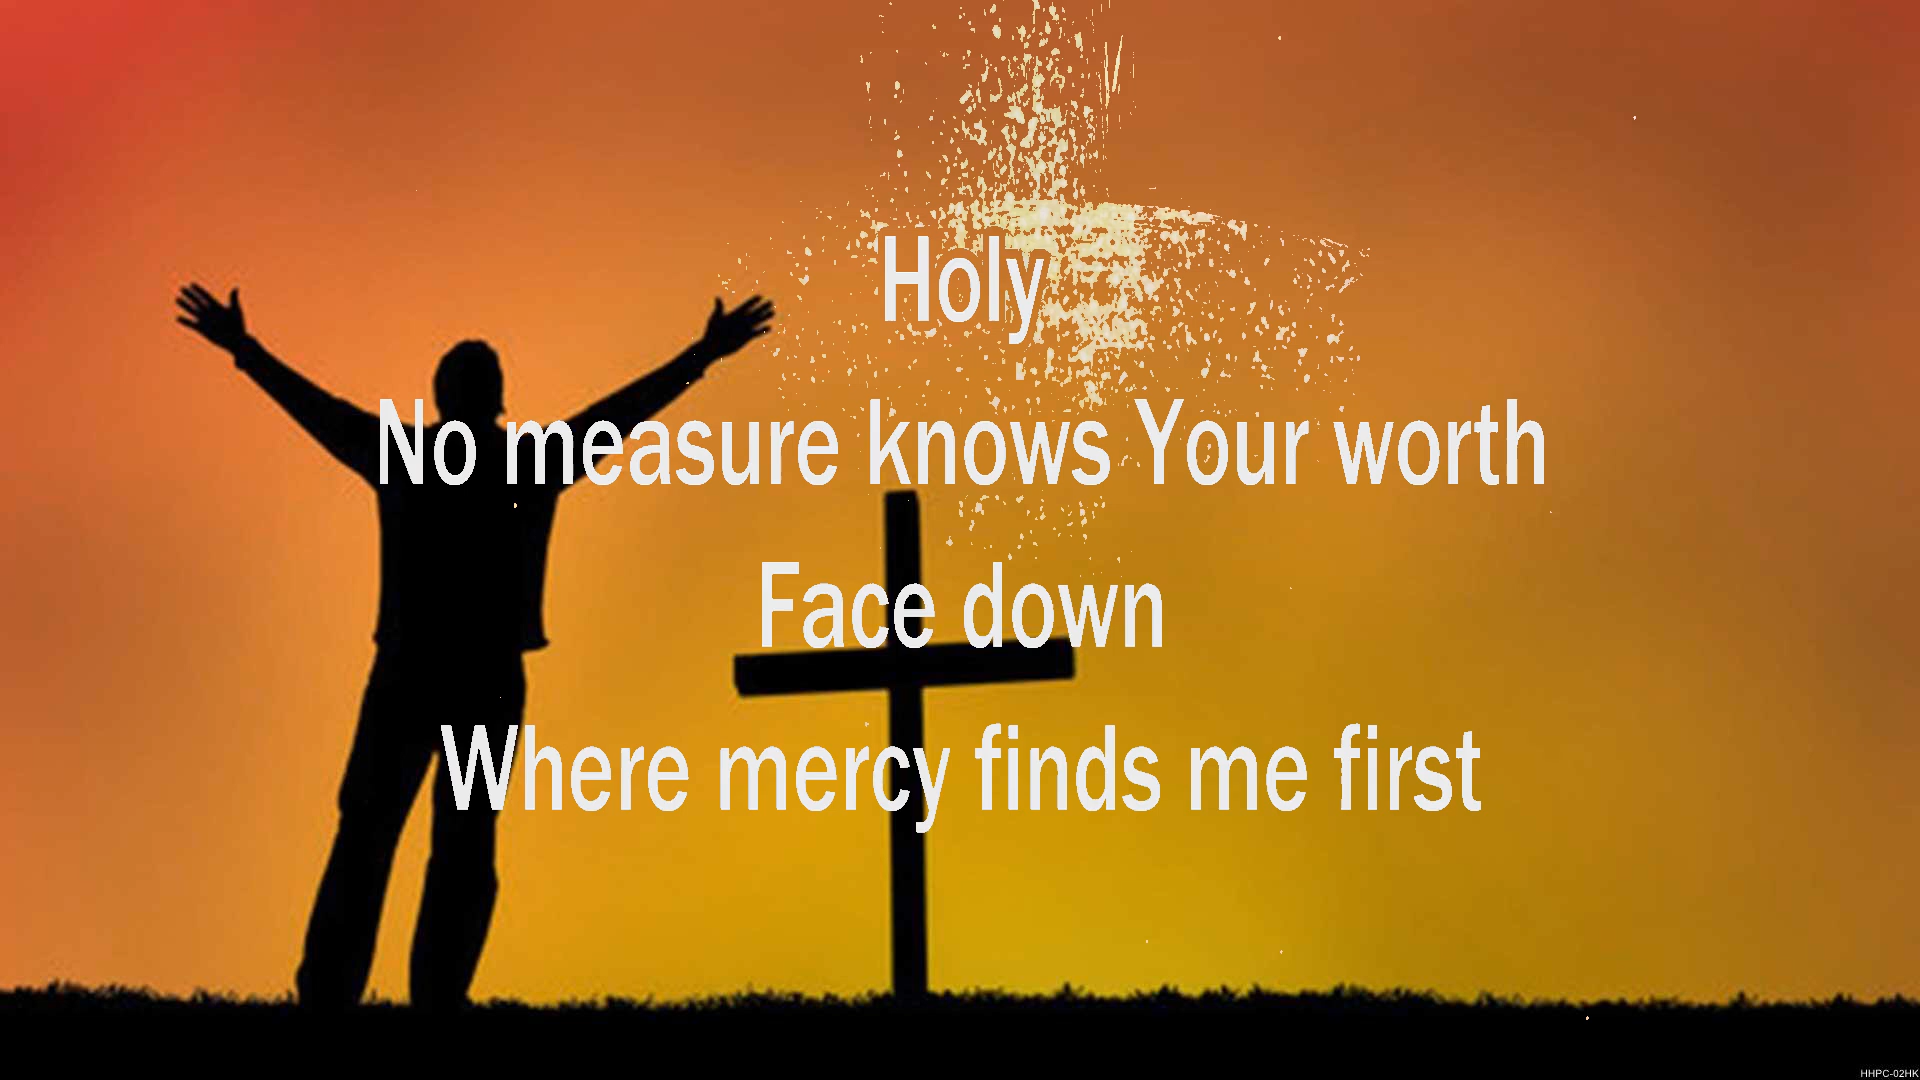 Holy
No measure knows Your worth
Face down
Where mercy finds me first
HHPC-02HK